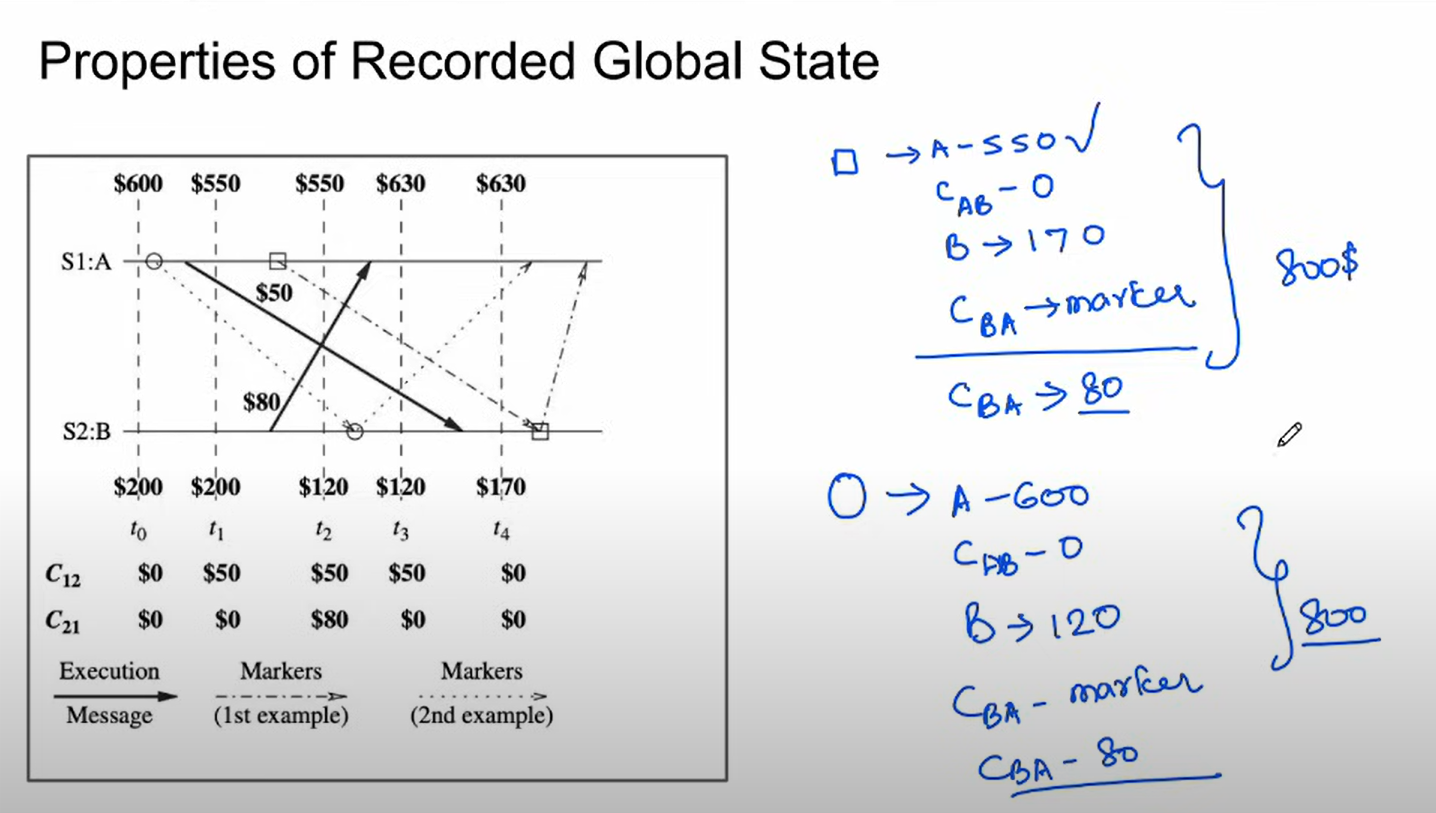 Properties of Recorded Global State
$600 $550 $550 $630 $630
S1:A
$50
$80
S2:B
$200 $200 $120 $120 $170
t0 t1 t2 t3 t4
C12 $0 $50 $50 $50 $0
C21 $0 $0 $80 $0 $0
Execution Markers Markers
Message (1st example) (2nd example)
□ → A - 550 ✓
CAB - 0
B → 170
CBA → marker
CBA → 80
800$
O → A - 600
CAB - 0
B → 120
CBA - marker
CBA - 80
800